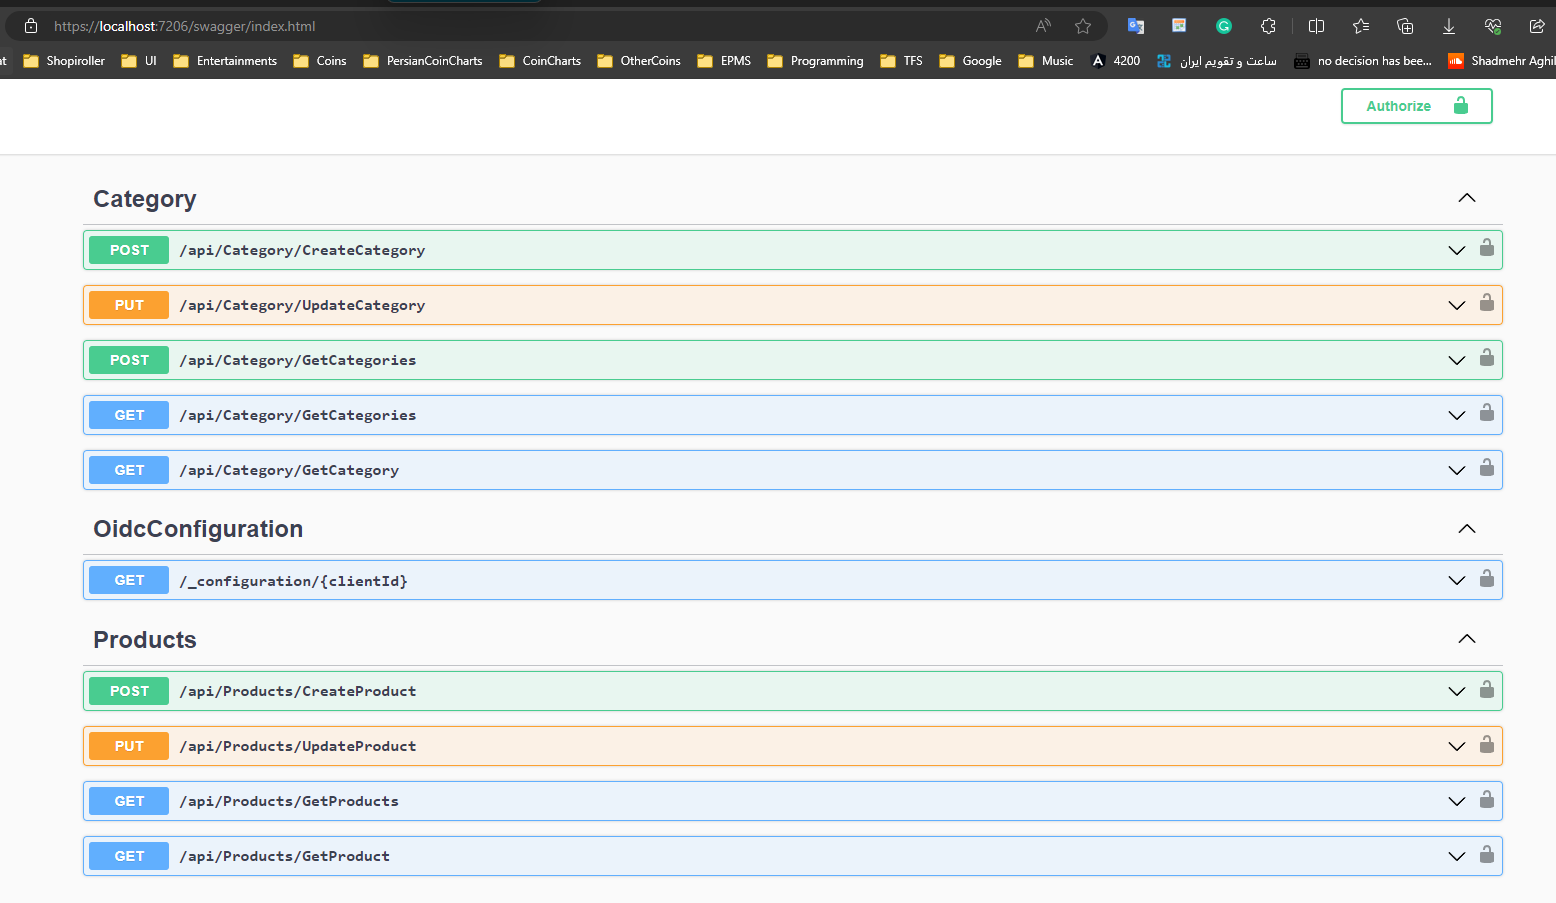 https://localhost:7206/swagger/index.html
Shopiroller UI Entertainments Coins PersianCoinCharts CoinCharts OtherCoins EPMS Programming TFS Google Music 4200 ساعت و تقویم ایران no decision has bee... Shadmehr Aghil
Authorize
Category
POST /api/Category/CreateCategory
PUT /api/Category/UpdateCategory
POST /api/Category/GetCategories
GET /api/Category/GetCategories
GET /api/Category/GetCategory
OidcConfiguration
GET /_configuration/{clientId}
Products
POST /api/Products/CreateProduct
PUT /api/Products/UpdateProduct
GET /api/Products/GetProducts
GET /api/Products/GetProduct